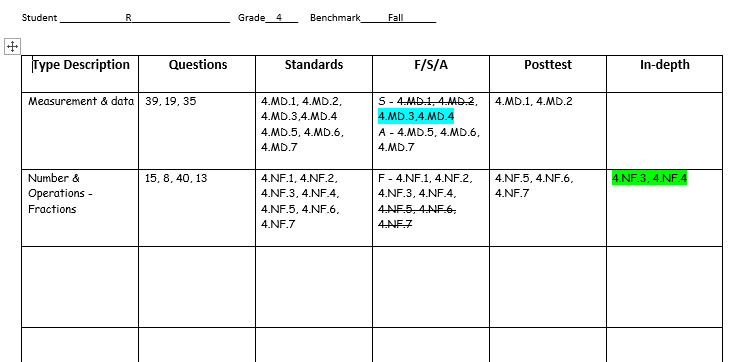 Student R Grade 4 Benchmark Fall
Type Description Questions Standards F/S/A Posttest In-depth
Measurement & data 39, 19, 35 4.MD.1, 4.MD.2, S - 4.MD.1, 4.MD.2, 4.MD.1, 4.MD.2
4.MD.3,4.MD.4 4.MD.3,4.MD.4
4.MD.5, 4.MD.6, A - 4.MD.5, 4.MD.6,
4.MD.7 4.MD.7
Number & 15, 8, 40, 13 4.NF.1, 4.NF.2, F - 4.NF.1, 4.NF.2, 4.NF.5, 4.NF.6, 4.NF.3, 4.NF.4
Operations - 4.NF.3, 4.NF.4, 4.NF.3, 4.NF.4, 4.NF.7
Fractions 4.NF.5, 4.NF.6, 4.NF.5, 4.NF.6,
4.NF.7 4.NF.7